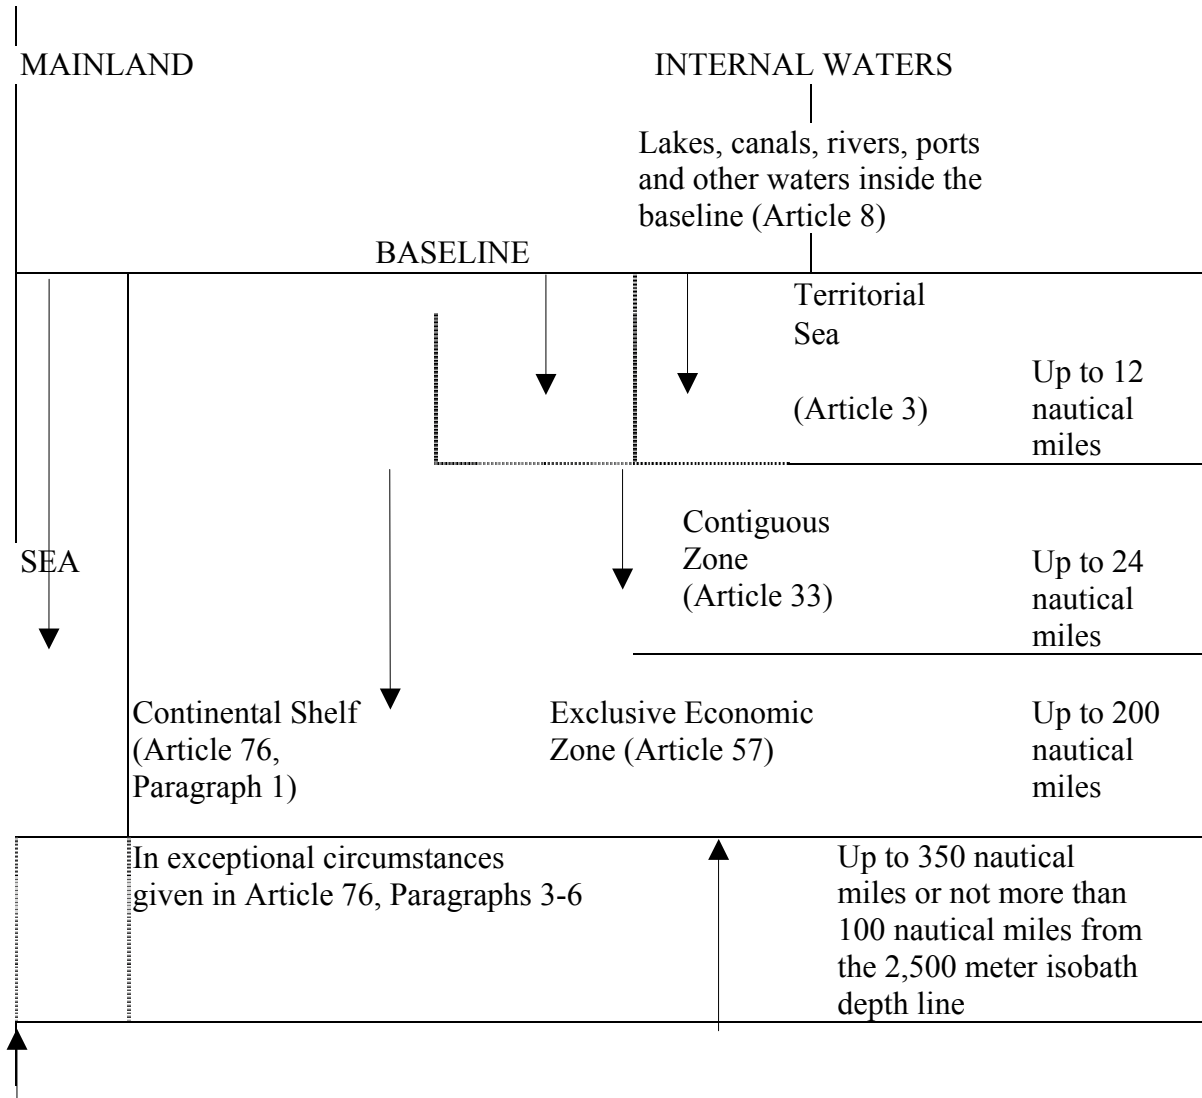 MAINLAND
INTERNAL WATERS
Lakes, canals, rivers, ports
and other waters inside the
baseline (Article 8)
BASELINE
Territorial
Sea
(Article 3)
Up to 12
nautical
miles
SEA
Contiguous
Zone
(Article 33)
Up to 24
nautical
miles
Continental Shelf
(Article 76,
Paragraph 1)
Exclusive Economic
Zone (Article 57)
Up to 200
nautical
miles
In exceptional circumstances
given in Article 76, Paragraphs 3-6
Up to 350 nautical
miles or not more than
100 nautical miles from
the 2,500 meter isobath
depth line